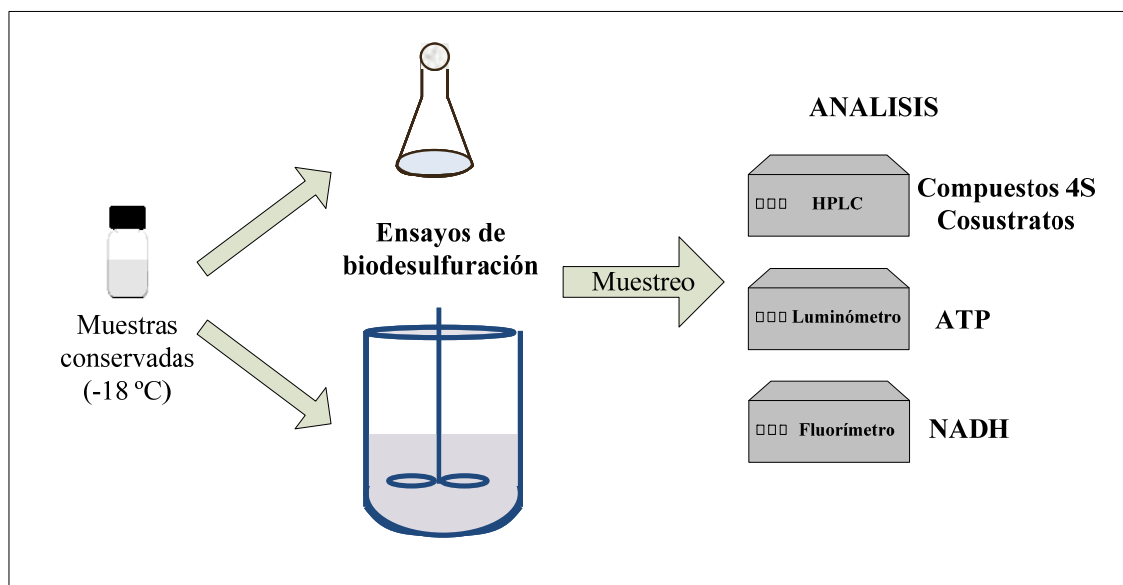 Muestras
conservadas
(-18 ºC)
Ensayos de
biodesulfuración
Muestreo
ANALISIS
HPLC
Compuestos 4S
Cosustratos
Luminómetro
ATP
Fluorímetro
NADH